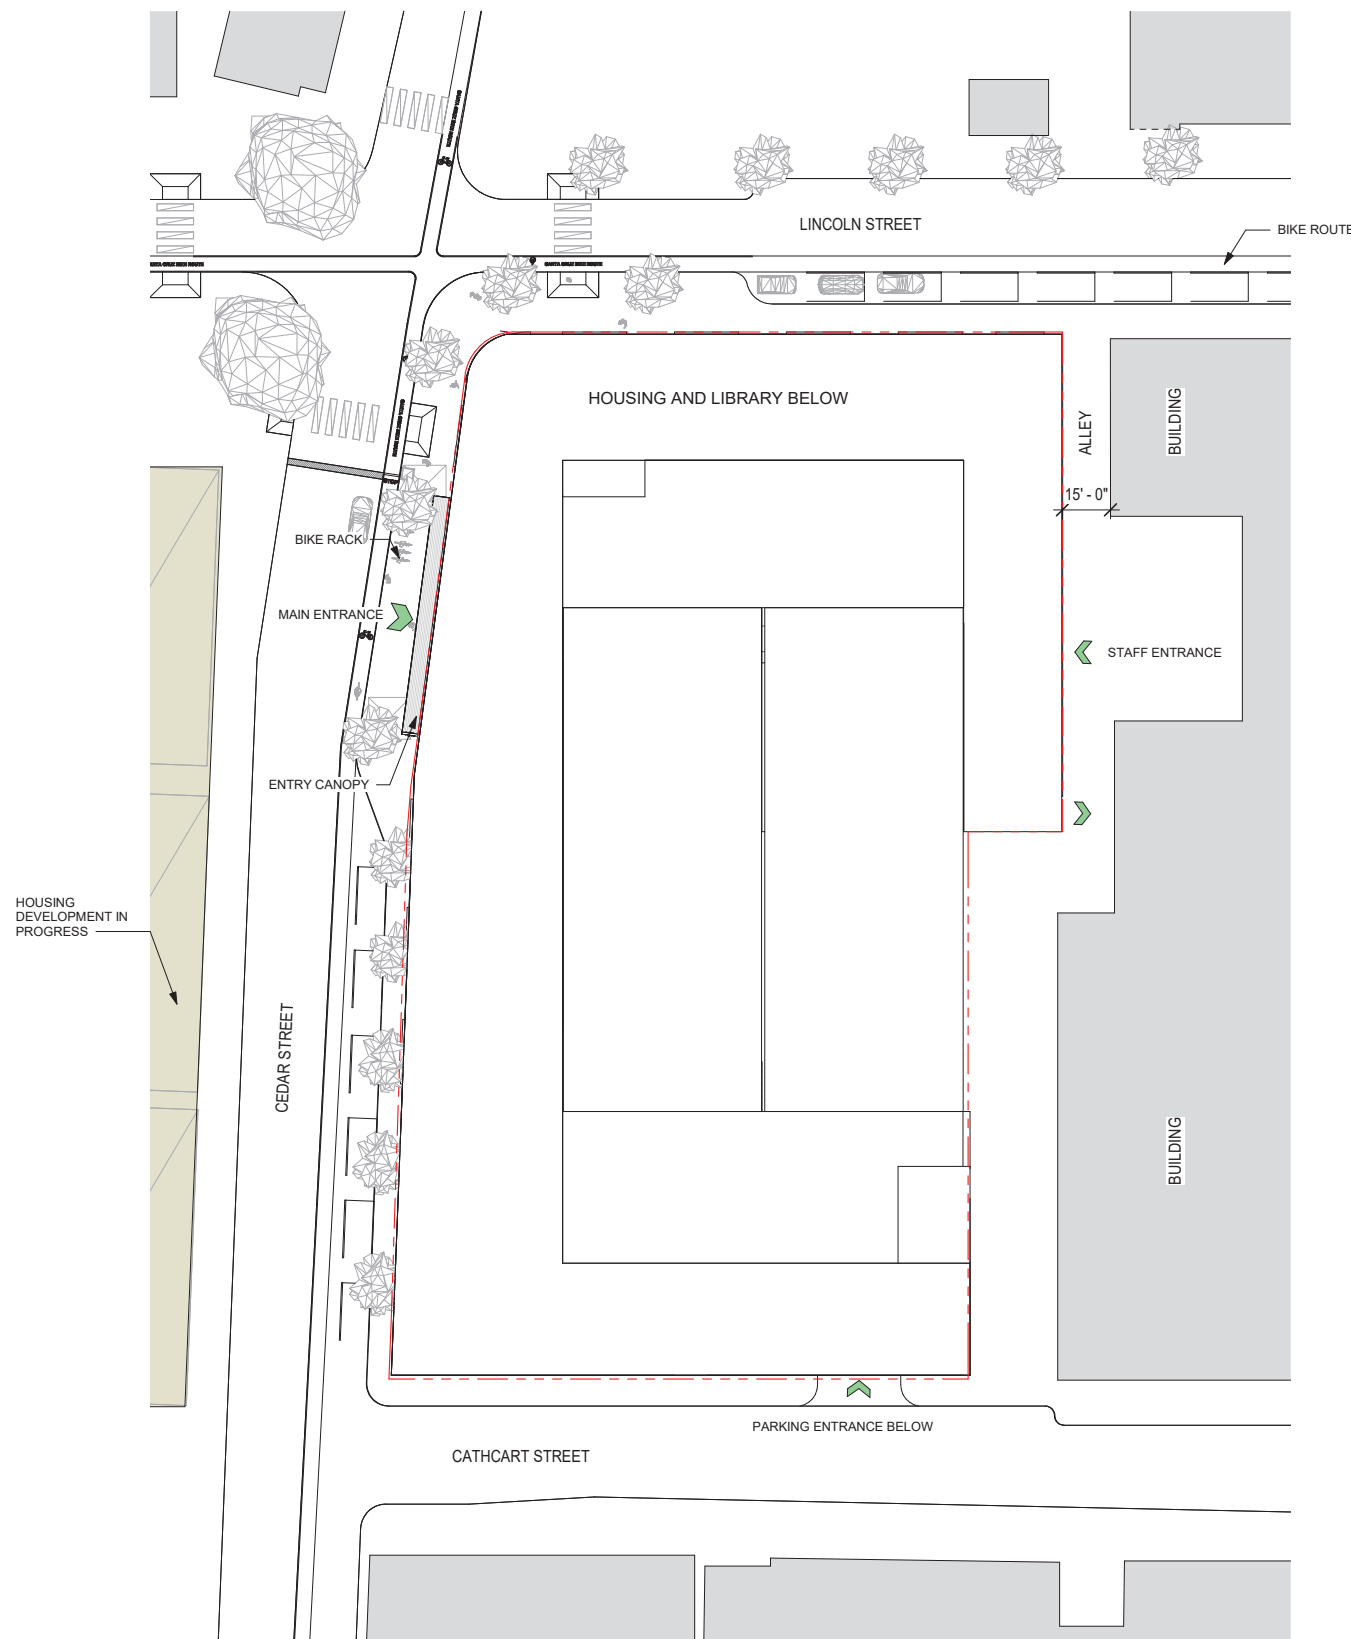 LINCOLN STREET
BIKE ROUTE
HOUSING AND LIBRARY BELOW
ALLEY
BUILDING
15' - 0"
STOP
BIKE RACK
MAIN ENTRANCE
STAFF ENTRANCE
ENTRY CANOPY
HOUSING
DEVELOPMENT IN
PROGRESS
CEDAR STREET
BUILDING
PARKING ENTRANCE BELOW
CATHCART STREET